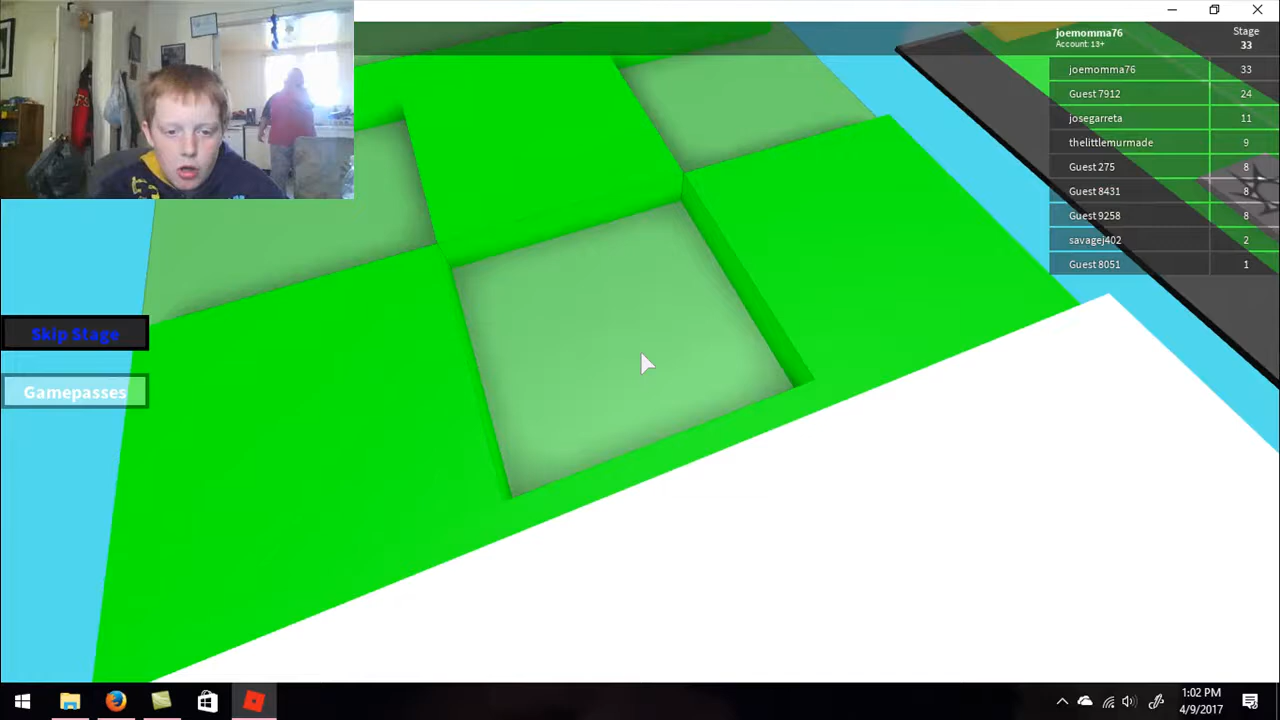 joemomma76
Account: 13+
Stage
33
joemomma76 33
Guest 7912 24
josegarreta 11
thelittlemurmade 9
Guest 275 8
Guest 8431 8
Guest 9258 8
savagej402 2
Guest 8051 1
Skip Stage
Gamepasses
1:02 PM
4/9/2017